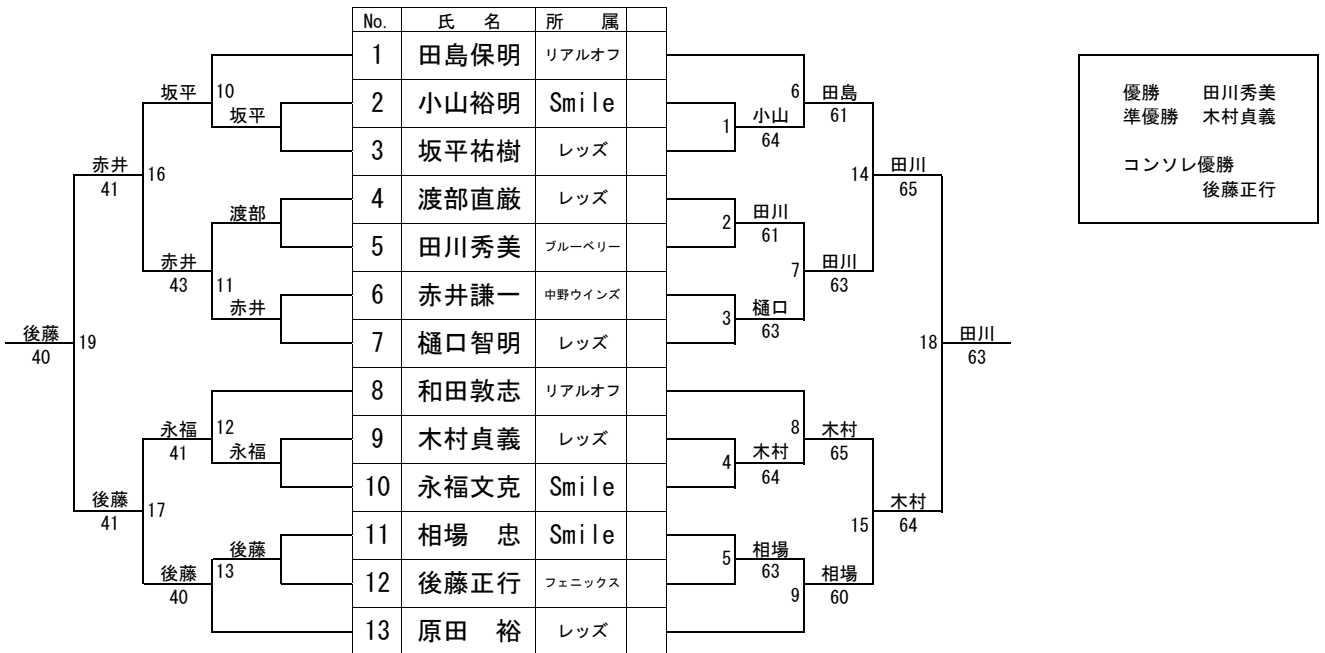 No. 氏 名 所 属
1 田島保明 リアルオフ
2 小山裕明 Smile
3 坂平祐樹 レッズ
4 渡部直厳 レッズ
5 田川秀美 ブルーベリー
6 赤井謙一 中野ウインズ
7 樋口智明 レッズ
8 和田敦志 リアルオフ
9 木村貞義 レッズ
10 永福文克 Smile
11 相場 忠 Smile
12 後藤正行 フェニックス
13 原田 裕 レッズ
後藤
40
19
赤井
41
16
坂平
10
坂平
赤井
43
11
渡部
赤井
後藤
41
17
永福
41
12
永福
後藤
40
13
後藤
1
小山
64
6
田島
61
2
田川
61
3
樋口
63
7
田川
63
14
田川
65
4
木村
64
8
木村
65
5
相場
63
9
相場
60
15
木村
64
18
田川
63
優勝 田川秀美
準優勝 木村貞義
コンソレ優勝
後藤正行